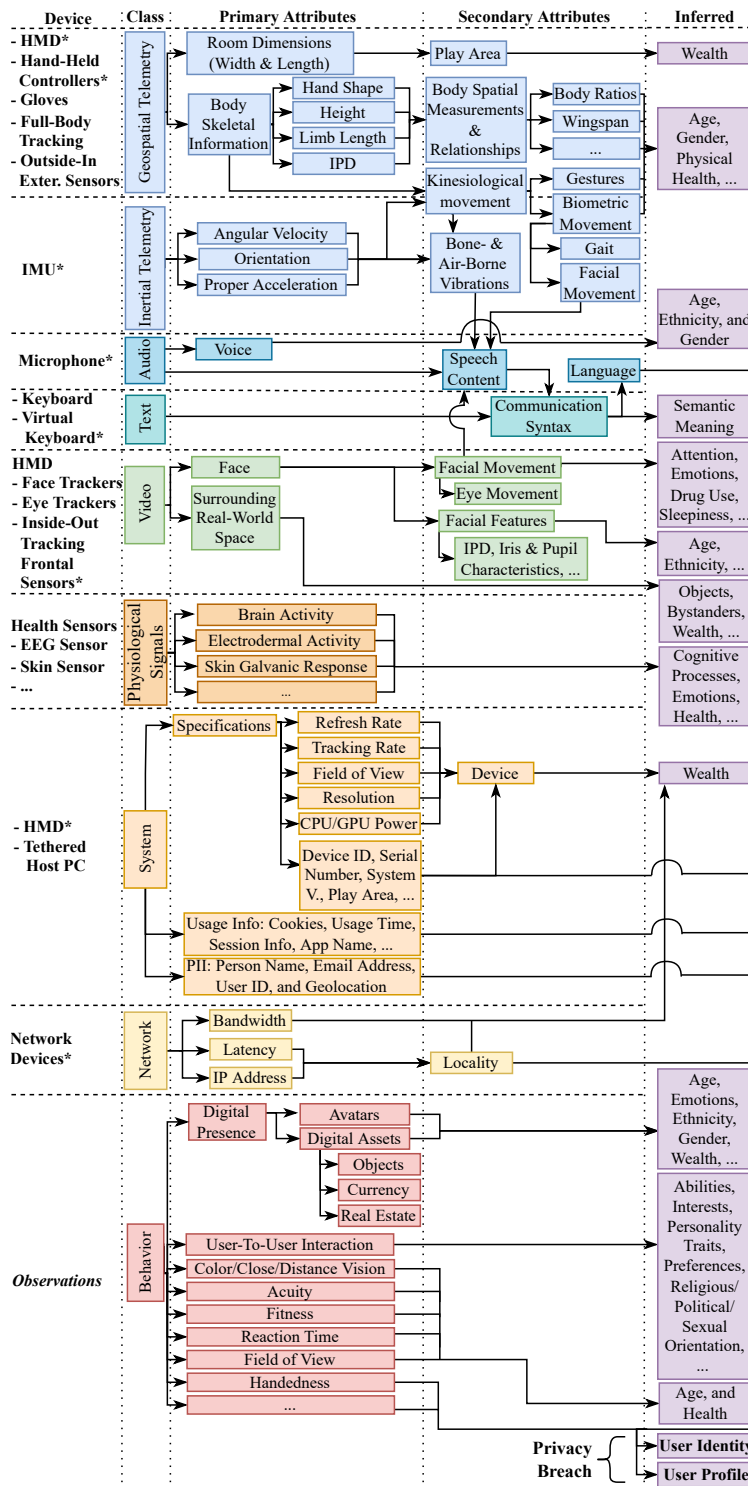 Device Class Primary Attributes Secondary Attributes Inferred
- HMD*
- Hand-Held
Controllers*
- Gloves
- Full-Body
Tracking
- Outside-In
Exter. Sensors
Geospatial Telemetry
Room Dimensions
(Width & Length)
Play Area
Wealth
Body
Skeletal
Information
Hand Shape
Height
Limb Length
IPD
Body Spatial
Measurements
&
Relationships
Body Ratios
Wingspan
...
Age,
Gender,
Physical
Health, ...
Kinesiological
movement
Gestures
Biometric
Movement
Gait
Facial
Movement
IMU*
Inertial Telemetry
Angular Velocity
Orientation
Proper Acceleration
Bone- &
Air-Borne
Vibrations
Age,
Ethnicity, and
Gender
Microphone*
Audio
Voice
Speech
Content
Language
- Keyboard
- Virtual
Keyboard*
Text
Communication
Syntax
Semantic
Meaning
HMD
- Face Trackers
- Eye Trackers
- Inside-Out
Tracking
Frontal
Sensors*
Video
Face
Surrounding
Real-World
Space
Facial Movement
Eye Movement
Facial Features
IPD, Iris & Pupil
Characteristics, ...
Attention,
Emotions,
Drug Use,
Sleepiness, ...
Age,
Ethnicity, ...
Objects,
Bystanders,
Wealth, ...
Health Sensors
- EEG Sensor
- Skin Sensor
- ...
Physiological
Signals
Brain Activity
Electrodermal Activity
Skin Galvanic Response
...
Cognitive
Processes,
Emotions,
Health, ...
- HMD*
- Tethered
Host PC
System
Specifications
Refresh Rate
Tracking Rate
Field of View
Resolution
CPU/GPU Power
Device ID, Serial
Number, System
V., Play Area, ...
Device
Wealth
Usage Info: Cookies, Usage Time,
Session Info, App Name, ...
PII: Person Name, Email Address,
User ID, and Geolocation
Network
Devices*
Network
Bandwidth
Latency
IP Address
Locality
Observations
Behavior
Digital
Presence
Avatars
Digital Assets
Objects
Currency
Real Estate
Age,
Emotions,
Ethnicity,
Gender,
Wealth, ...
User-To-User Interaction
Color/Close/Distance Vision
Acuity
Fitness
Reaction Time
Field of View
Handedness
...
Abilities,
Interests,
Personality
Traits,
Preferences,
Religious/
Political/
Sexual
Orientation,
...
Age, and
Health
Privacy
Breach
User Identity
User Profile